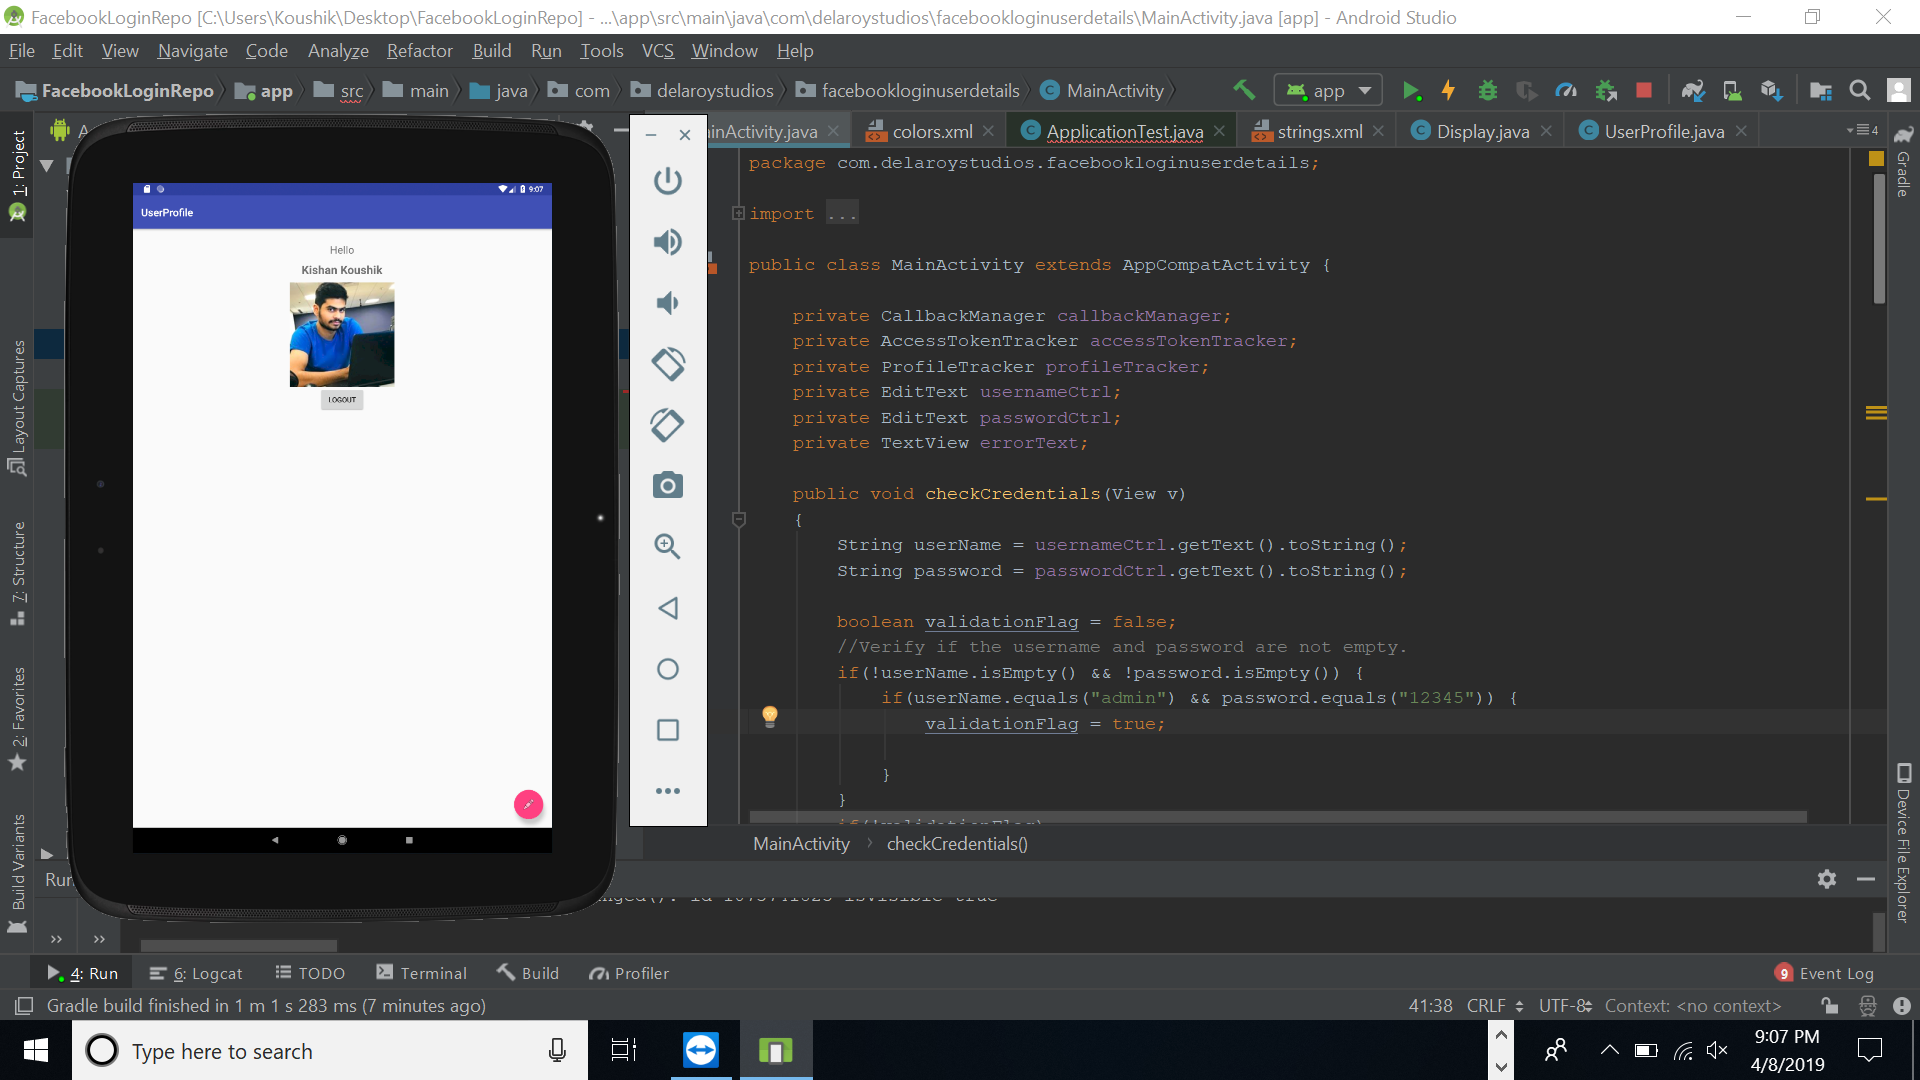 FacebookLoginRepo [C:\Users\Koushik\Desktop\FacebookLoginRepo] - ...\app\src\main\java\com\delaroystudios\facebookloginuserdetails\MainActivity.java [app] - Android Studio
File Edit View Navigate Code Analyze Refactor Build Run Tools VCS Window Help
FacebookLoginRepo app src main java com delaroystudios facebookloginuserdetails MainActivity app
ainActivity.java colors.xml ApplicationTest.java strings.xml Display.java UserProfile.java 4
1: Project
Layout Captures
7: Structure
2: Favorites
Build Variants
9:07
UserProfile
Hello
Kishan Koushik
LOGOUT
package com.delaroystudios.facebookloginuserdetails;
import ...
public class MainActivity extends AppCompatActivity {
private CallbackManager callbackManager;
private AccessTokenTracker accessTokenTracker;
private ProfileTracker profileTracker;
private EditText usernameCtrl;
private EditText passwordCtrl;
private TextView errorText;
public void checkCredentials(View v)
{
String userName = usernameCtrl.getText().toString();
String password = passwordCtrl.getText().toString();
boolean validationFlag = false;
//Verify if the username and password are not empty.
if(!userName.isEmpty() && !password.isEmpty()) {
if(userName.equals("admin") && password.equals("12345")) {
validationFlag = true;
}
}
MainActivity › checkCredentials()
Gradle
Device File Explorer
Run
4: Run 6: Logcat TODO Terminal Build Profiler 9 Event Log
Gradle build finished in 1 m 1 s 283 ms (7 minutes ago) 41:38 CRLF UTF-8 Context: <no context>
Type here to search
9:07 PM
4/8/2019